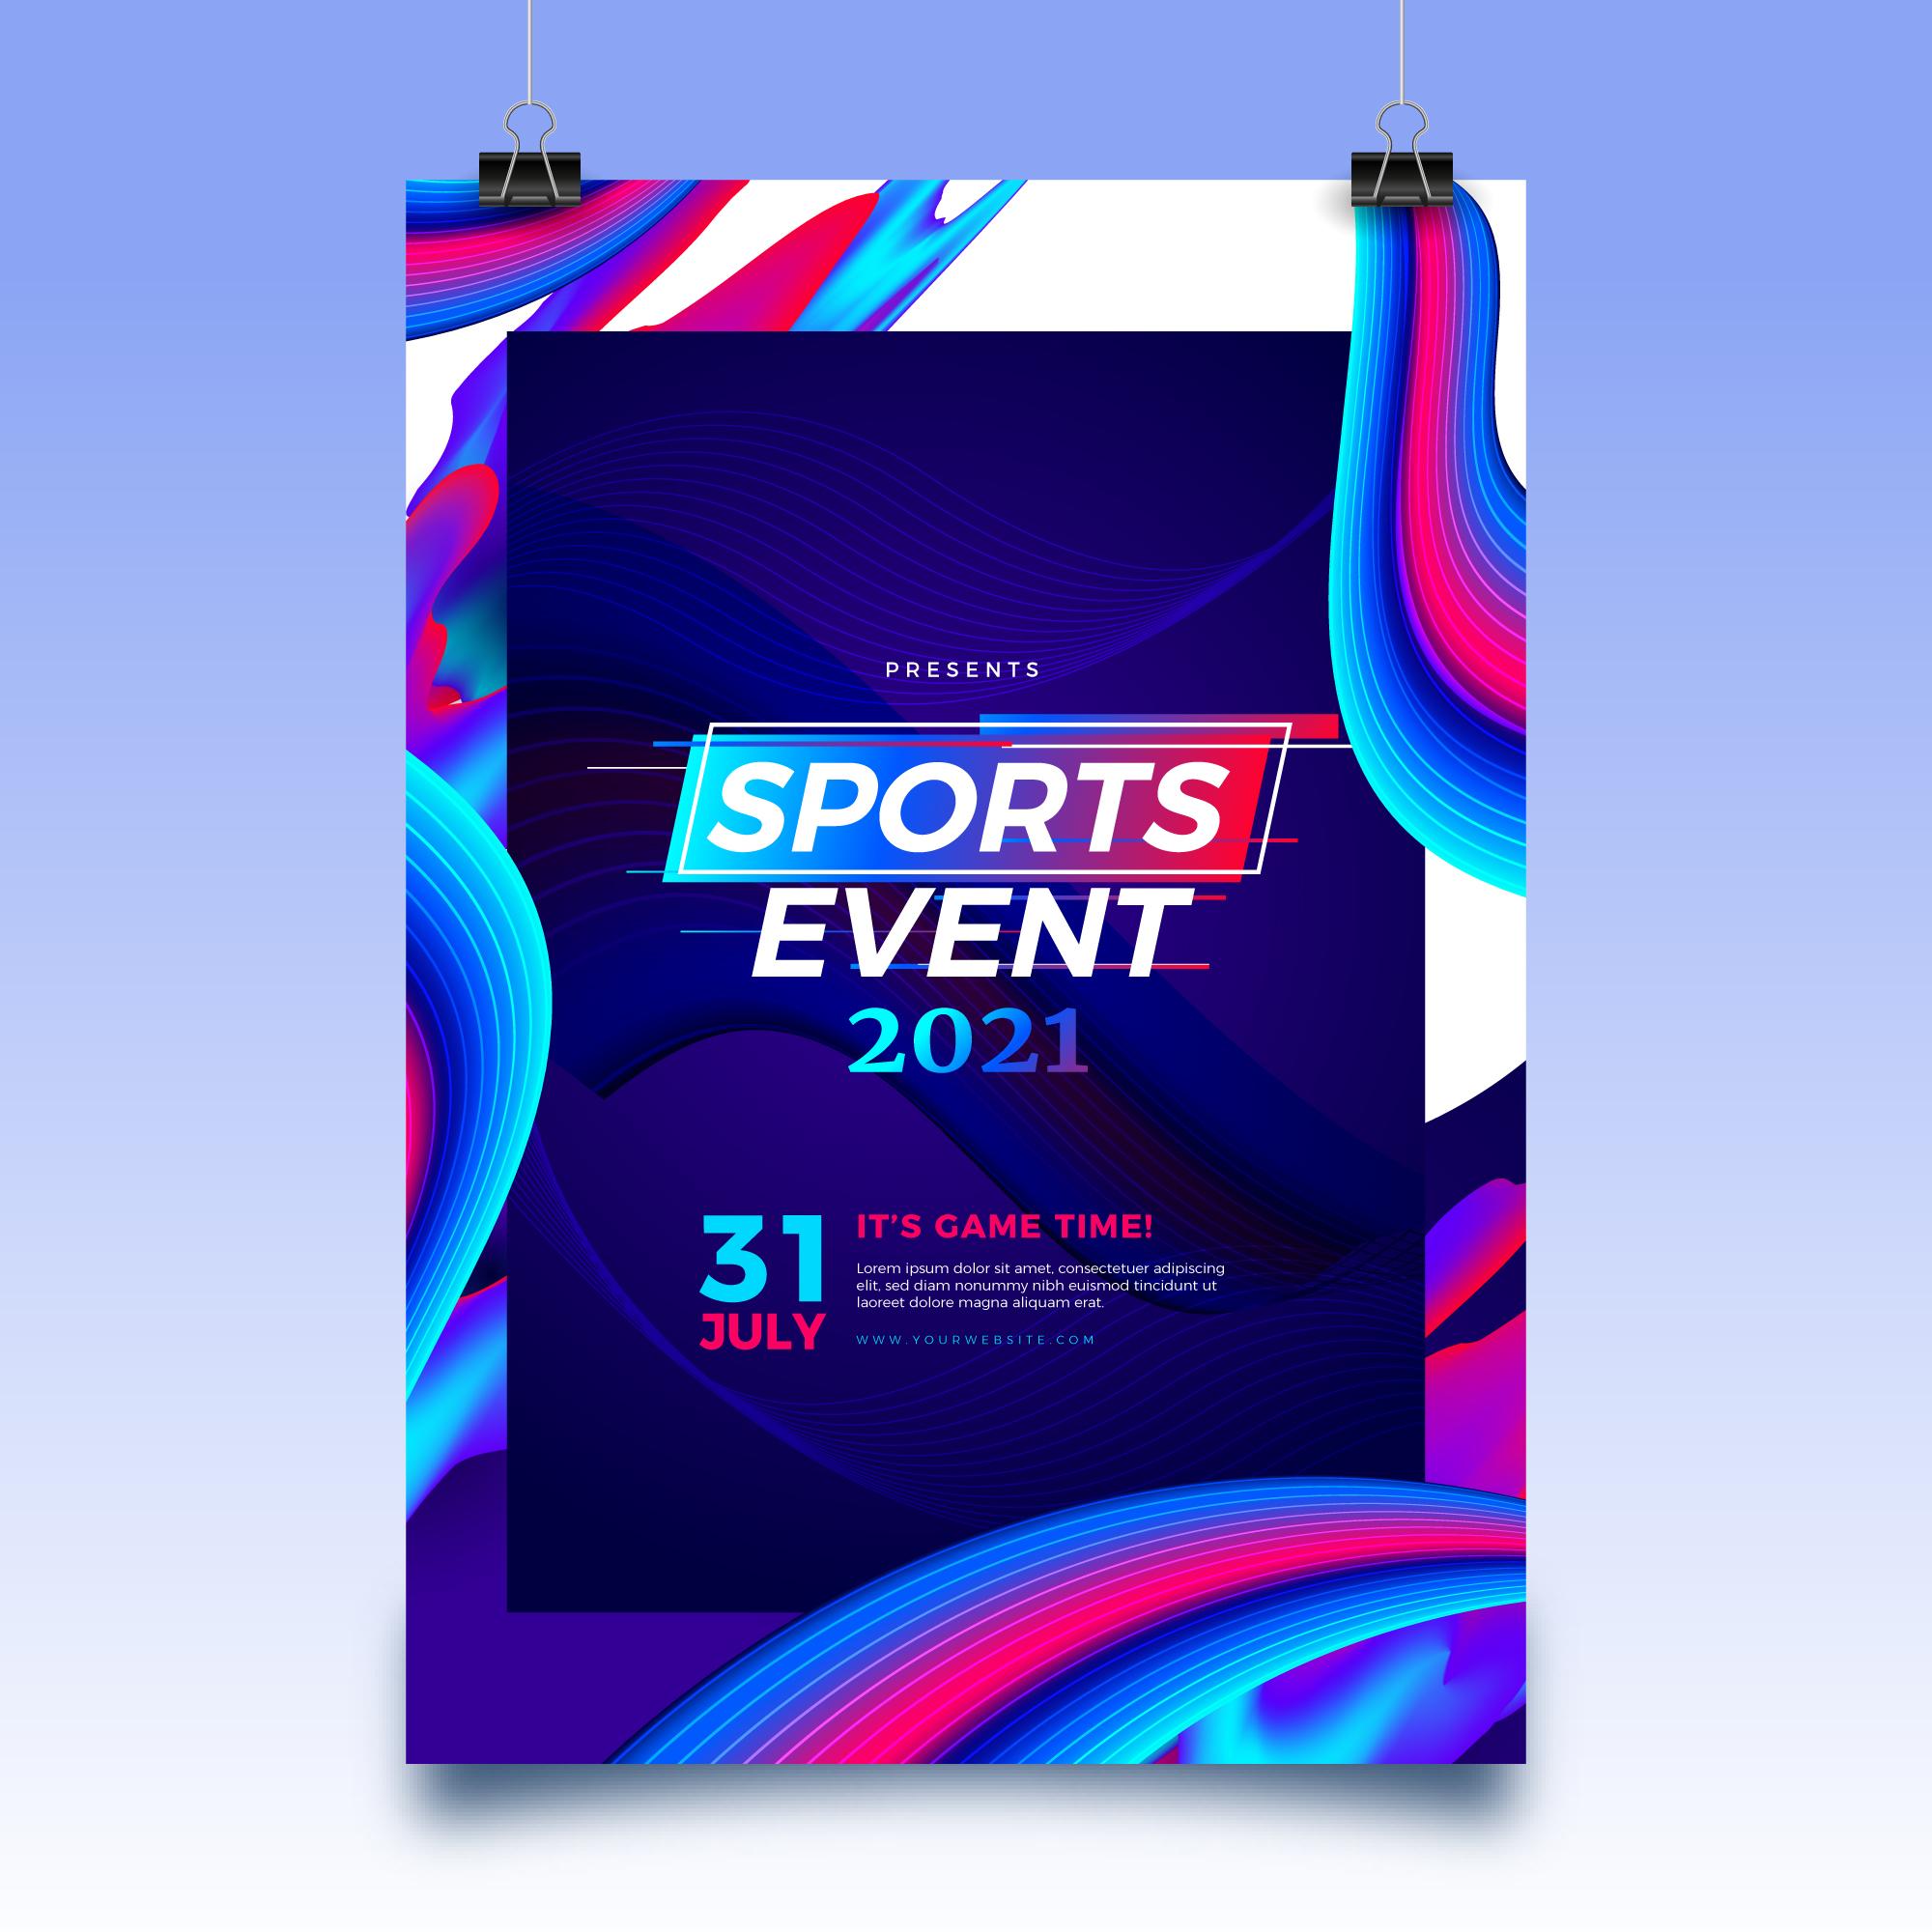 PRESENTS
SPORTS
EVENT
2021
31
JULY
IT'S GAME TIME!
Lorem ipsum dolor sit amet, consectetuer adipiscing
elit, sed diam nonummy nibh euismod tincidunt ut
laoreet dolore magna aliquam erat.
WWW.YOURWEBSITE.COM